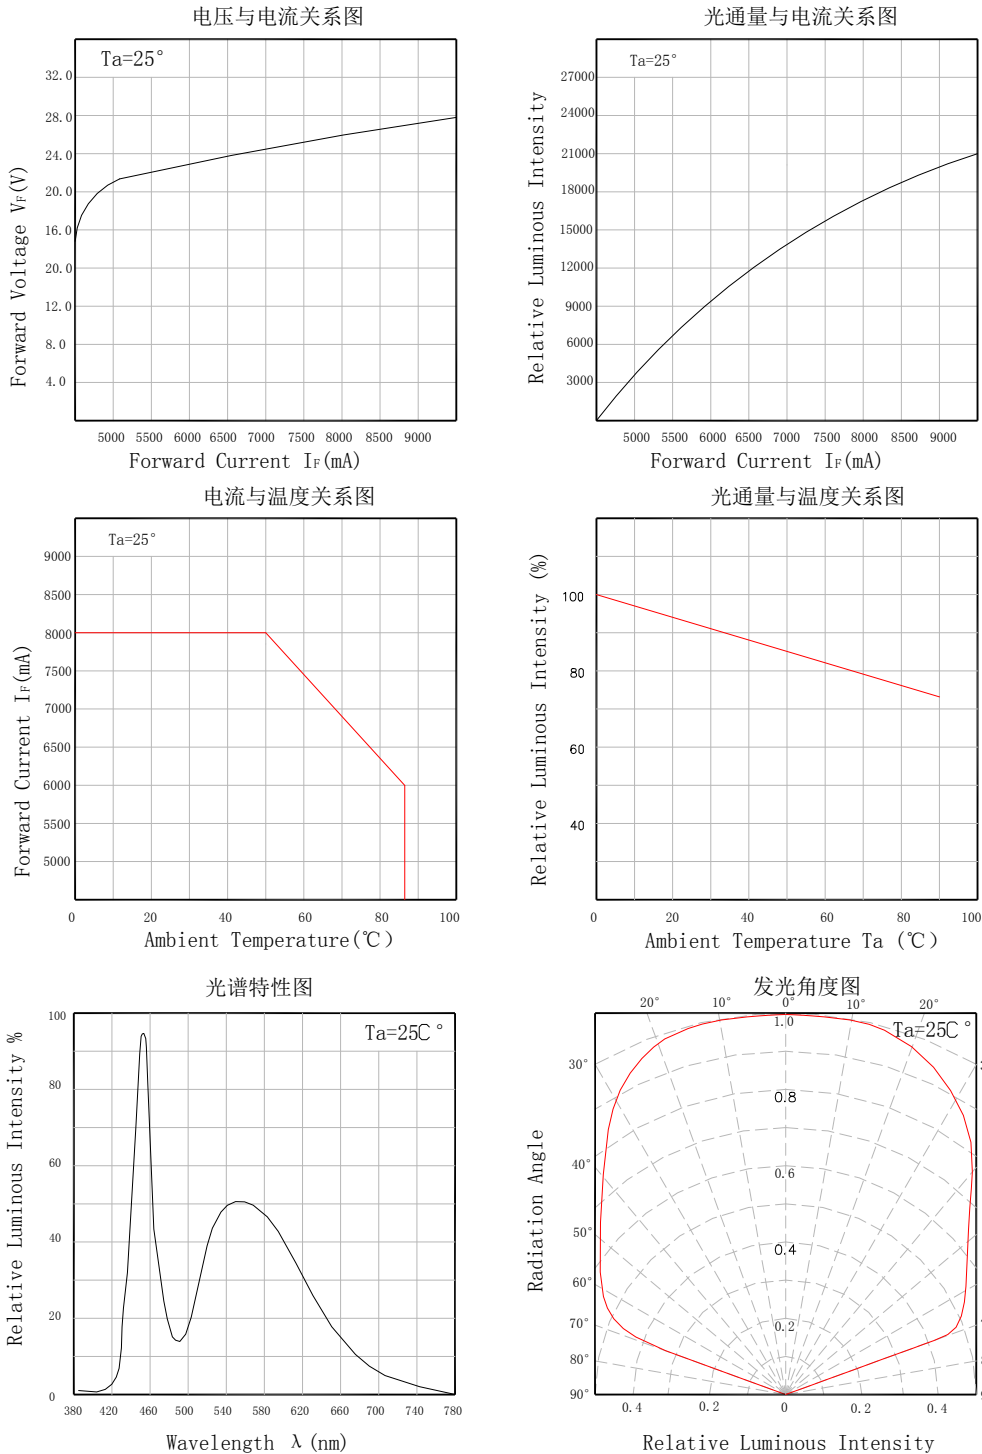 电压与电流关系图
Ta=25°
32.0
28.0
24.0
20.0
16.0
20.0
12.0
8.0
4.0
Forward Voltage VF(V)
5000 5500 6000 6500 7000 7500 8000 8500 9000
Forward Current IF(mA)
光通量与电流关系图
Ta=25°
27000
24000
21000
18000
15000
12000
9000
6000
3000
Relative Luminous Intensity
5000 5500 6000 6500 7000 7500 8000 8500 9000
Forward Current IF(mA)
电流与温度关系图
Ta=25°
9000
8500
8000
7500
7000
6500
6000
5500
5000
Forward Current IF(mA)
0 20 40 60 80 100
Ambient Temperature(℃)
光通量与温度关系图
100
80
60
40
Relative Luminous Intensity (%)
0 20 40 60 80 100
Ambient Temperature Ta (℃)
光谱特性图
Ta=25C °
100
80
60
40
20
0
Relative Luminous Intensity %
380 420 460 500 540 580 620 660 700 740 780
Wavelength λ (nm)
发光角度图
20° 10° 0° 10° 20°
Ta=25C °
1.0
30°
0.8
40°
0.6
50°
0.4
60°
70°
0.2
80°
90°
Radiation Angle
0.4 0.2 0 0.2 0.4
Relative Luminous Intensity